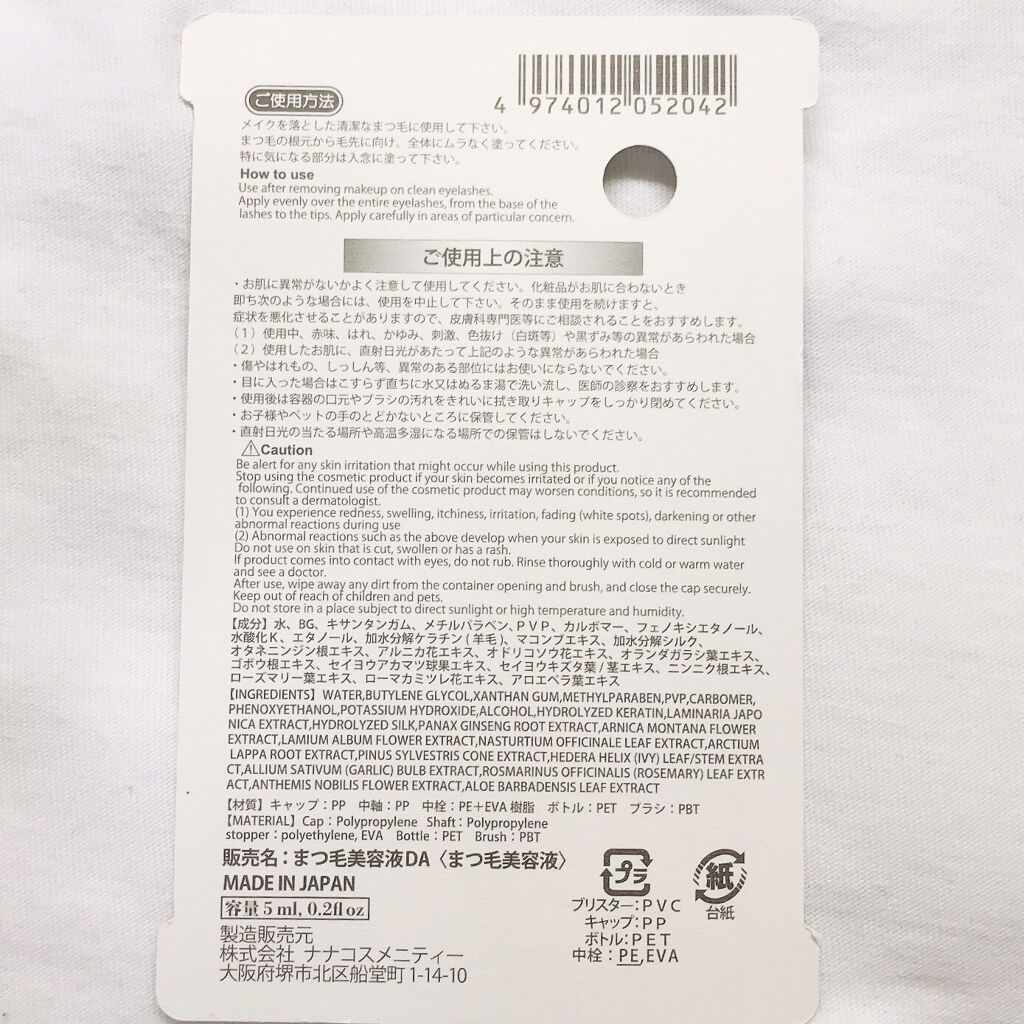 4 974012 052042
ご使用方法
メイクを落とした清潔なまつ毛に使用して下さい。
まつ毛の根元から毛先に向け、全体にムラなく塗ってください。
特に気になる部分は入念に塗って下さい。
How to use
Use after removing makeup on clean eyelashes.
Apply evenly over the entire eyelashes, from the base of the
lashes to the tips. Apply carefully in areas of particular concern.
ご使用上の注意
・お肌に異常がないかよく注意して使用してください。化粧品がお肌に合わないとき
即ち次のような場合には、使用を中止して下さい。そのまま使用を続けますと、
症状を悪化させることがありますので、皮膚科専門医等にご相談されることをおすすめします。
(1)使用中、赤味、はれ、かゆみ、刺激、色抜け(白斑等)や黒ずみ等の異常があらわれた場合
(2)使用したお肌に、直射日光があたって上記のような異常があらわれた場合
・傷やはれもの、しっしん等、異常のある部位にはお使いにならないでください。
・目に入った場合はこすらず直ちに水又はぬるま湯で洗い流し、医師の診察をおすすめします。
・使用後は容器の口元やブラシの汚れをきれいに拭き取りキャップをしっかり閉めてください。
・お子様やペットの手のとどかないところに保管してください。
・直射日光の当たる場所や高温多湿になる場所での保管はしないでください。
⚠Caution
Be alert for any skin irritation that might occur while using this product.
Stop using the cosmetic product if your skin becomes irritated or if you notice any of the
following. Continued use of the cosmetic product may worsen conditions, so it is recommended
to consult a dermatologist.
(1) You experience redness, swelling, itchiness, irritation, fading (white spots), darkening or other
abnormal reactions during use
(2) Abnormal reactions such as the above develop when your skin is exposed to direct sunlight
Do not use on skin that is cut, swollen or has a rash.
If product comes into contact with eyes, do not rub. Rinse thoroughly with cold or warm water
and see a doctor.
After use, wipe away any dirt from the container opening and brush, and close the cap securely.
Keep out of reach of children and pets.
Do not store in a place subject to direct sunlight or high temperature and humidity.
【成分】水、BG、キサンタンガム、メチルパラベン、PVP、カルボマー、フェノキシエタノール、
水酸化K、エタノール、加水分解ケラチン(羊毛)、マコンブエキス、加水分解シルク、
オタネニンジン根エキス、アルニカ花エキス、オドリコソウ花エキス、オランダガラシ葉エキス、
ゴボウ根エキス、セイヨウアカマツ球果エキス、セイヨウキズタ葉/茎エキス、ニンニク根エキス、
ローズマリー葉エキス、ローマカミツレ花エキス、アロエベラ葉エキス
【INGREDIENTS】WATER,BUTYLENE GLYCOL,XANTHAN GUM,METHYLPARABEN,PVP,CARBOMER,
PHENOXYETHANOL,POTASSIUM HYDROXIDE,ALCOHOL,HYDROLYZED KERATIN,LAMINARIA JAPO
NICA EXTRACT,HYDROLYZED SILK,PANAX GINSENG ROOT EXTRACT,ARNICA MONTANA FLOWER
EXTRACT,LAMIUM ALBUM FLOWER EXTRACT,NASTURTIUM OFFICINALE LEAF EXTRACT,ARCTIUM
LAPPA ROOT EXTRACT,PINUS SYLVESTRIS CONE EXTRACT,HEDERA HELIX (IVY) LEAF/STEM EXTRA
CT,ALLIUM SATIVUM (GARLIC) BULB EXTRACT,ROSMARINUS OFFICINALIS (ROSEMARY) LEAF EXTR
ACT,ANTHEMIS NOBILIS FLOWER EXTRACT,ALOE BARBADENSIS LEAF EXTRACT
【材質】キャップ：PP 中軸：PP 中栓：PE+EVA樹脂 ボトル：PET ブラシ：PBT
【MATERIAL】Cap：Polypropylene Shaft：Polypropylene
stopper：polyethylene, EVA Bottle：PET Brush：PBT
販売名：まつ毛美容液DA〈まつ毛美容液〉
MADE IN JAPAN
容量5ml, 0.2fl oz
製造販売元
株式会社 ナナコスメニティー
大阪府堺市北区船堂町1-14-10
プラ
紙
台紙
ブリスター：PVC
キャップ：PP
ボトル：PET
中栓：PE,EVA